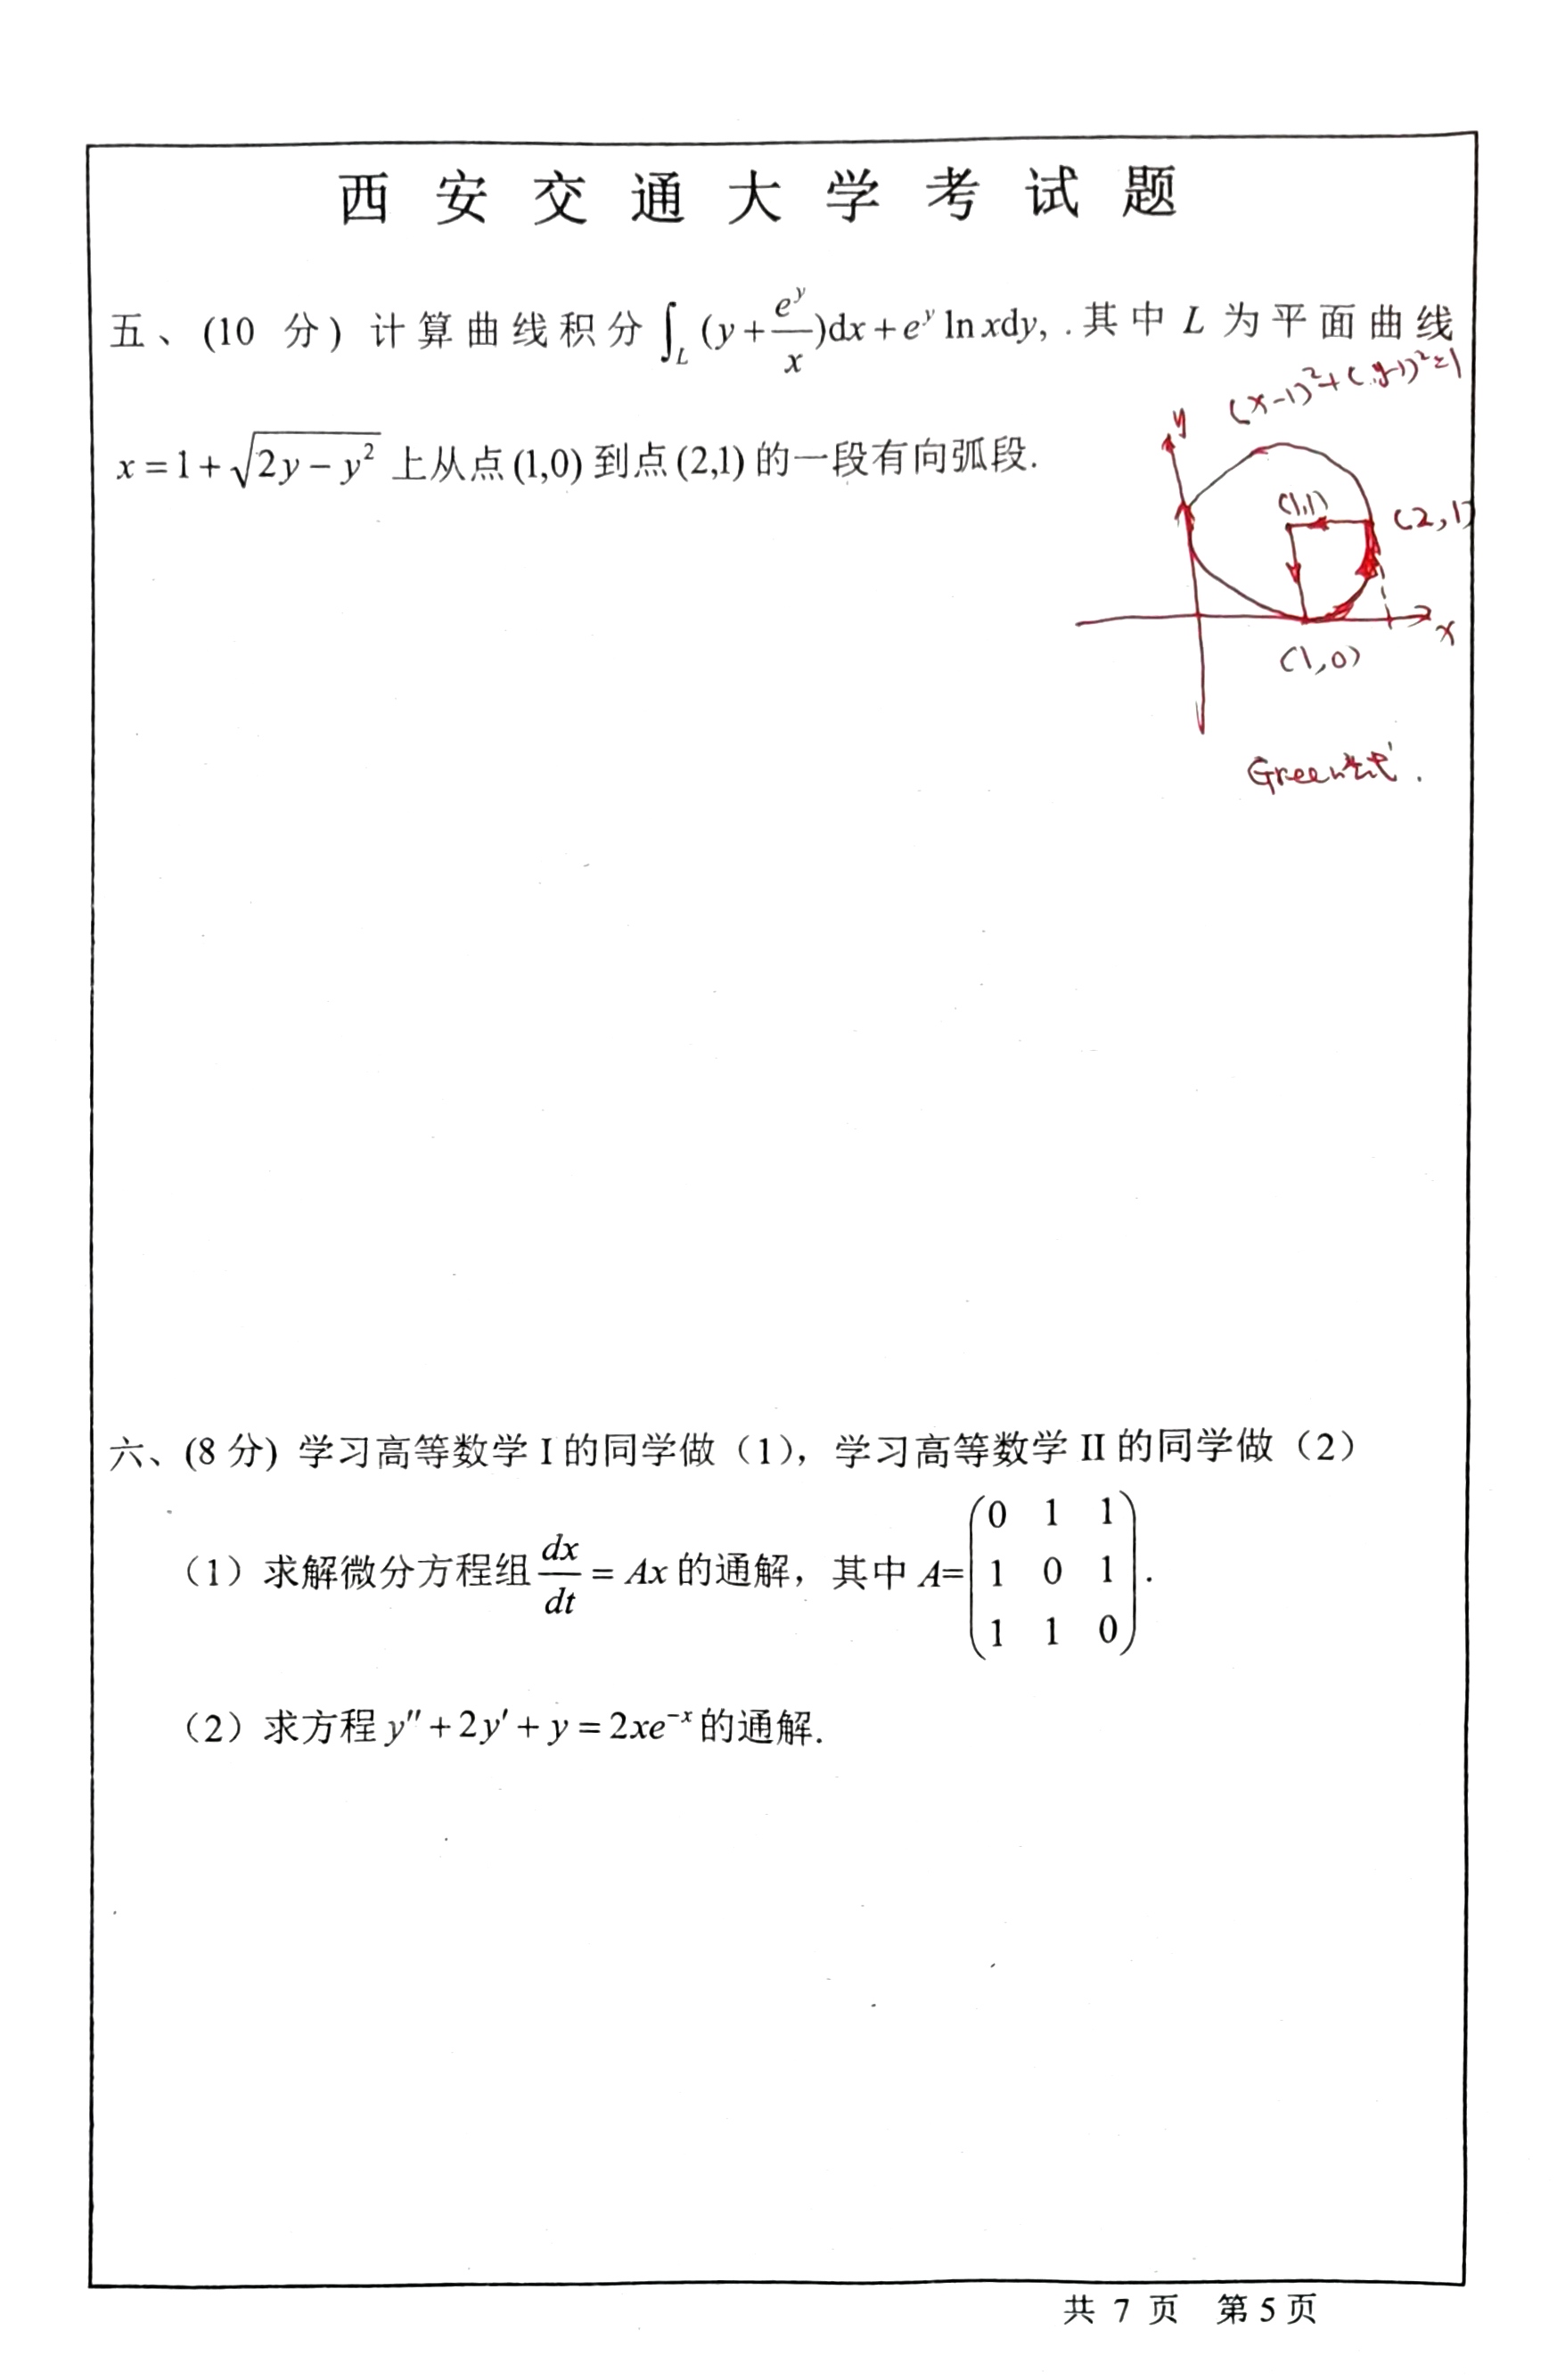 西安交通大学考试题
五、(10 分) 计算曲线积分 $\int_L (y+\frac{e^y}{x})dx+e^y \ln xdy$, .其中 L 为平面曲线
(x-1)²+(y-1)²=1
$x=1+\sqrt{2y-y^2}$ 上从点(1,0)到点(2,1)的一段有向弧段.
y
(1,1)
(2,1)
x
(1,0)
Green公式.
六、(8分) 学习高等数学 I 的同学做（1），学习高等数学 II 的同学做（2）
（1）求解微分方程组 $\frac{dx}{dt}=Ax$ 的通解，其中 $A=\begin{pmatrix}0&1&1\\1&0&1\\1&1&0\end{pmatrix}$.
（2）求方程 $y''+2y'+y=2xe^{-x}$ 的通解.
共 7 页 第 5 页